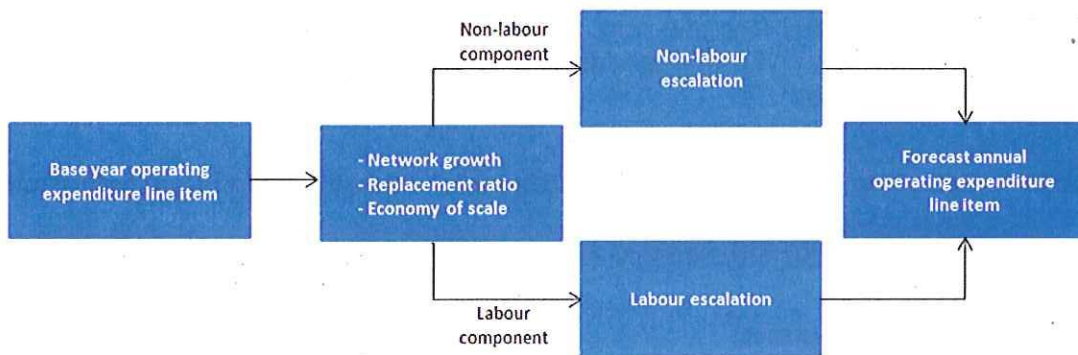 Non-labour
component
Non-labour
escalation
Base year operating
expenditure line item
- Network growth
- Replacement ratio
- Economy of scale
Forecast annual
operating expenditure
line item
Labour escalation
Labour
component